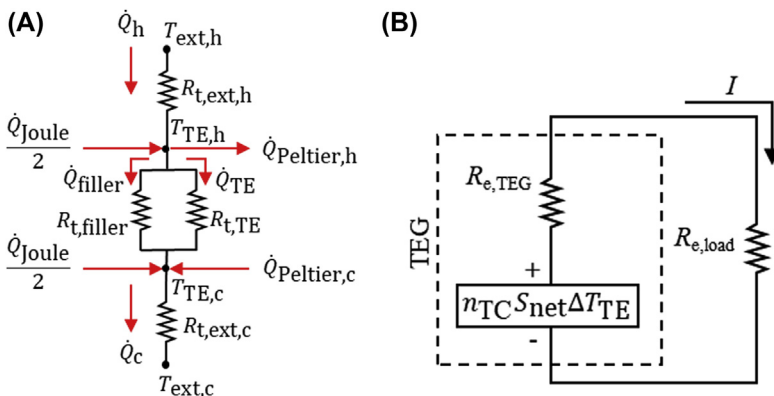 (A)
Q̇h
Text,h
Rt,ext,h
Q̇Joule
2
TTE,h
Q̇Peltier,h
Q̇filler
Q̇TE
Rt,filler
Rt,TE
Q̇Joule
2
Q̇Peltier,c
TTE,c
Q̇c
Rt,ext,c
Text,c
(B)
I
Re,TEG
TEG
Re,load
+
nTCSnetΔTTE
-